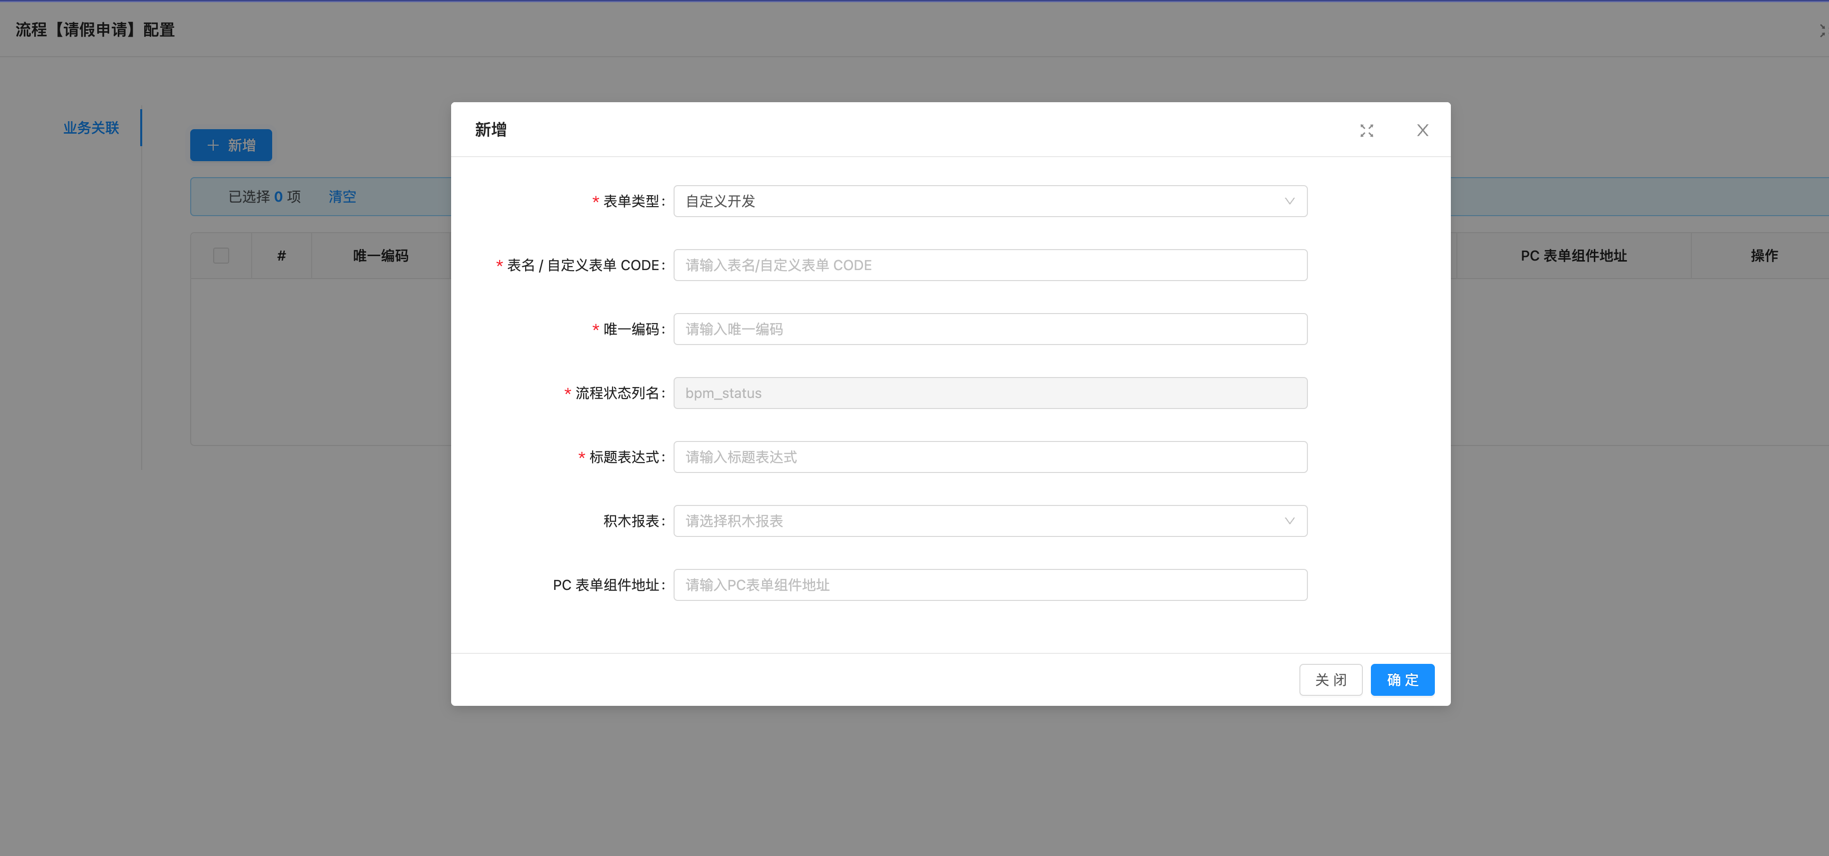 流程【请假申请】配置
业务关联
新增
已选择 0 项 清空
# 唯一编码 PC 表单组件地址 操作
新增
* 表单类型: 自定义开发
* 表名 / 自定义表单 CODE: 请输入表名/自定义表单 CODE
* 唯一编码: 请输入唯一编码
* 流程状态列名: bpm_status
* 标题表达式: 请输入标题表达式
积木报表: 请选择积木报表
PC 表单组件地址: 请输入PC表单组件地址
关 闭 确 定